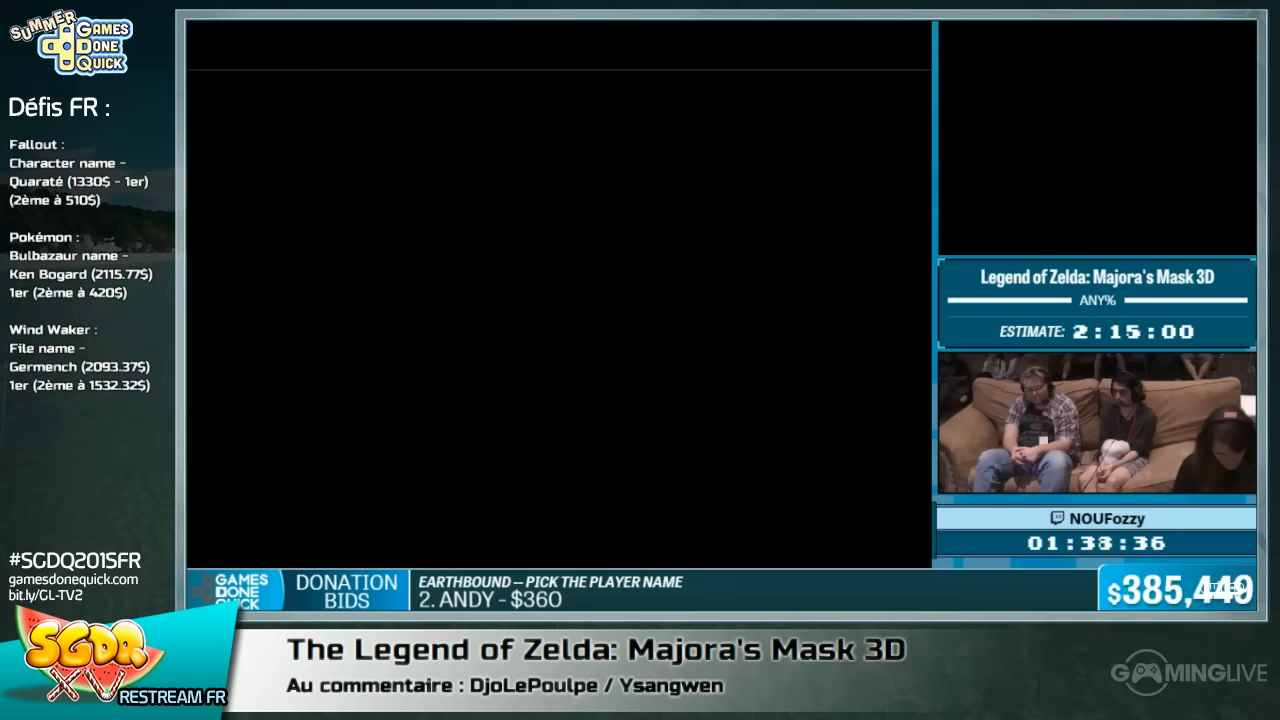 SUMMER
GAMES
DONE
QUICK
Défis FR :
Fallout :
Character name -
Quaraté (1330$ - 1er)
(2ème à 510$)
Pokémon :
Bulbazaur name -
Ken Bogard (2115.77$)
1er (2ème à 420$)
Wind Waker :
File name -
Germench (2093.37$)
1er (2ème à 1532.32$)
#SGDQ2015FR
gamesdonequick.com
bit.ly/GL-TV2
SGDQ
XV
RESTREAM FR
Legend of Zelda: Majora's Mask 3D
ANY%
ESTIMATE: 2:15:00
NOUFozzy
01:38:36
GAMES
DONE
QUICK
DONATION
BIDS
EARTHBOUND – PICK THE PLAYER NAME
2. ANDY - $360
$385,440
The Legend of Zelda: Majora's Mask 3D
Au commentaire : DjoLePoulpe / Ysangwen
GAMINGLIVE